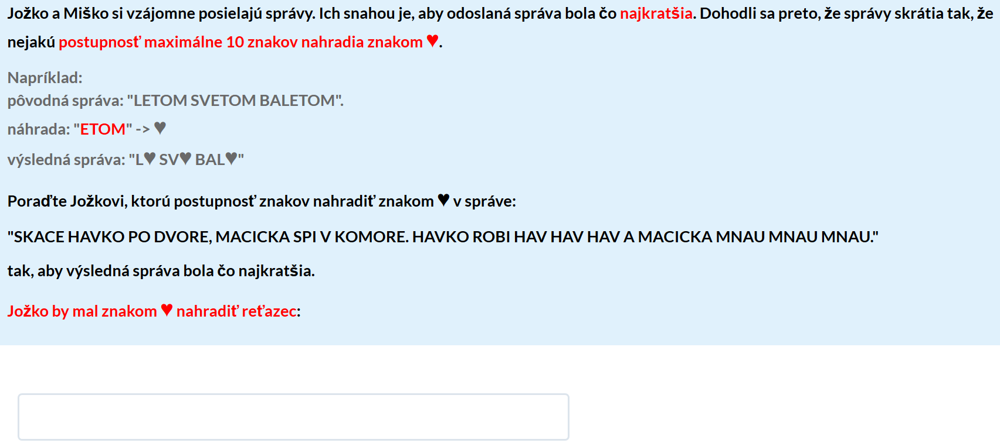 Jožko a Miško si vzájomne posielajú správy. Ich snahou je, aby odoslaná správa bola čo najkratšia. Dohodli sa preto, že správy skrátia tak, že
nejakú postupnosť maximálne 10 znakov nahradia znakom ♥.
Napríklad:
pôvodná správa: "LETOM SVETOM BALETOM".
náhrada: "ETOM" -> ♥
výsledná správa: "L♥ SV♥ BAL♥"
Poraďte Jožkovi, ktorú postupnosť znakov nahradiť znakom ♥ v správe:
"SKACE HAVKO PO DVORE, MACICKA SPI V KOMORE. HAVKO ROBI HAV HAV HAV A MACICKA MNAU MNAU MNAU."
tak, aby výsledná správa bola čo najkratšia.
Jožko by mal znakom ♥ nahradiť reťazec: